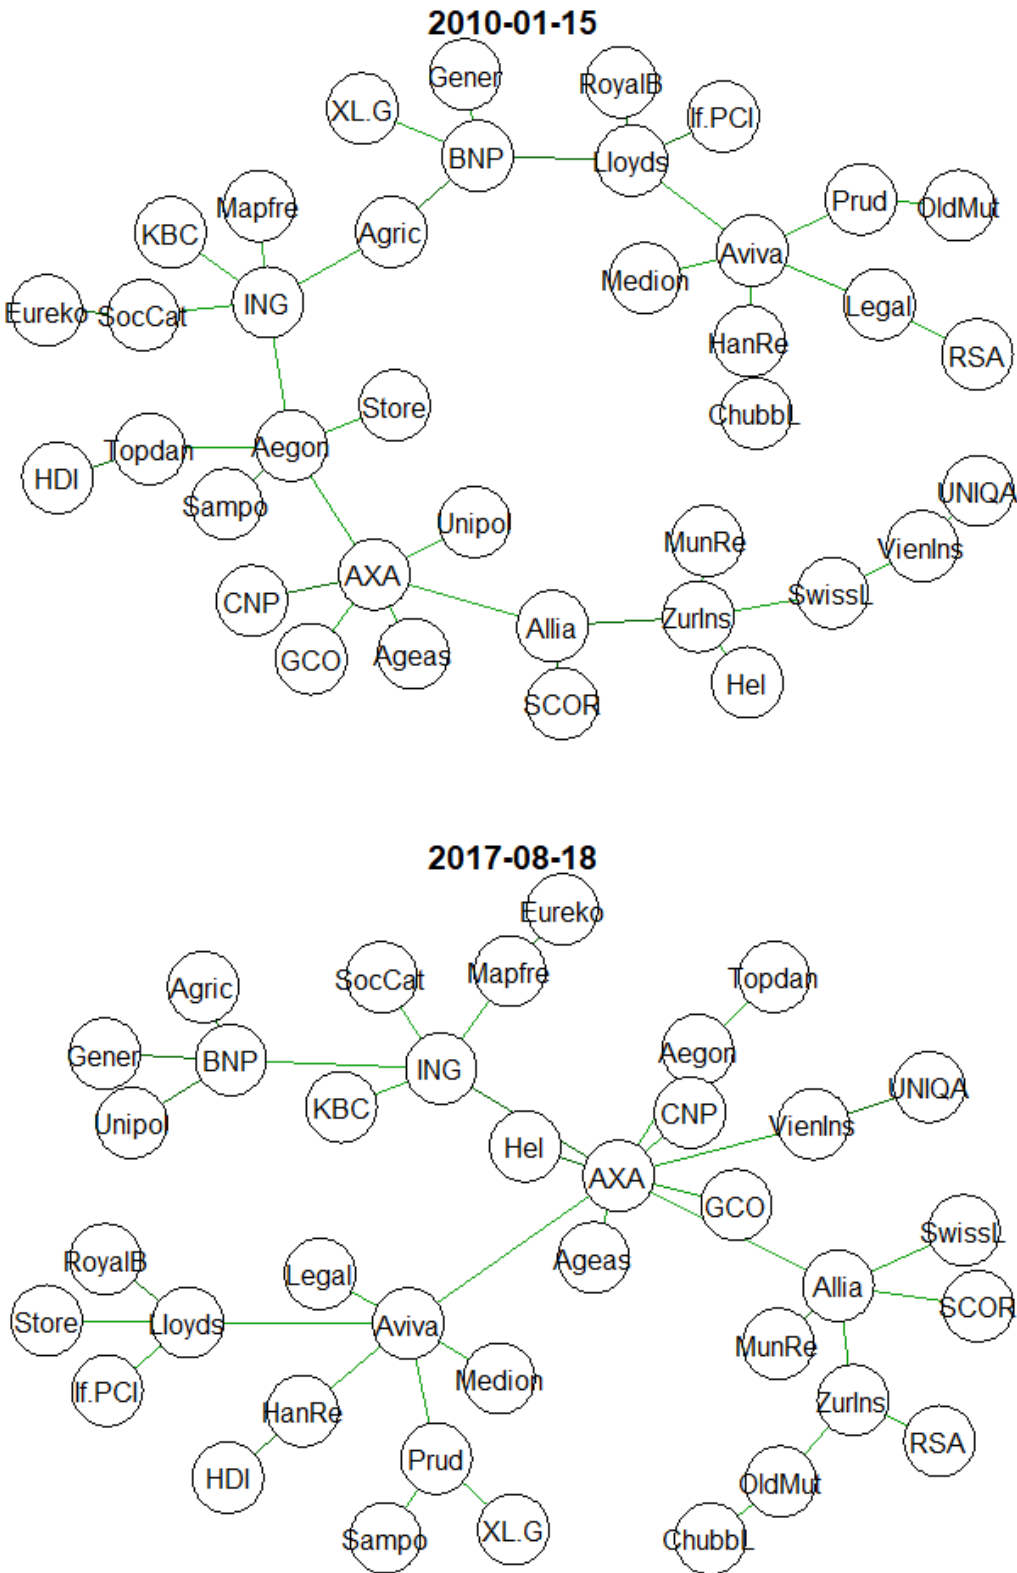 2010-01-15
Gener
RoyalB
XL.G
If.PCI
BNP
Lloyds
Prud
OldMut
Mapfre
KBC
Agric
Aviva
Medion
ING
Legal
Eureko
SocCat
HanRe
RSA
Store
ChubbL
Topdan
Aegon
HDI
UNIQA
Sampo
Unipol
MunRe
VienIns
AXA
SwissL
CNP
Allia
ZurIns
GCO
Ageas
Hel
SCOR
2017-08-18
Eureko
SocCat
Mapfre
Topdan
Agric
Gener
BNP
ING
Aegon
UNIQA
KBC
CNP
Unipol
VienIns
Hel
AXA
GCO
SwissL
RoyalB
Ageas
Legal
Allia
SCOR
Store
Lloyds
Aviva
MunRe
If.PCI
Medion
ZurIns
HanRe
RSA
Prud
HDI
OldMut
Sampo
XL.G
ChubbL